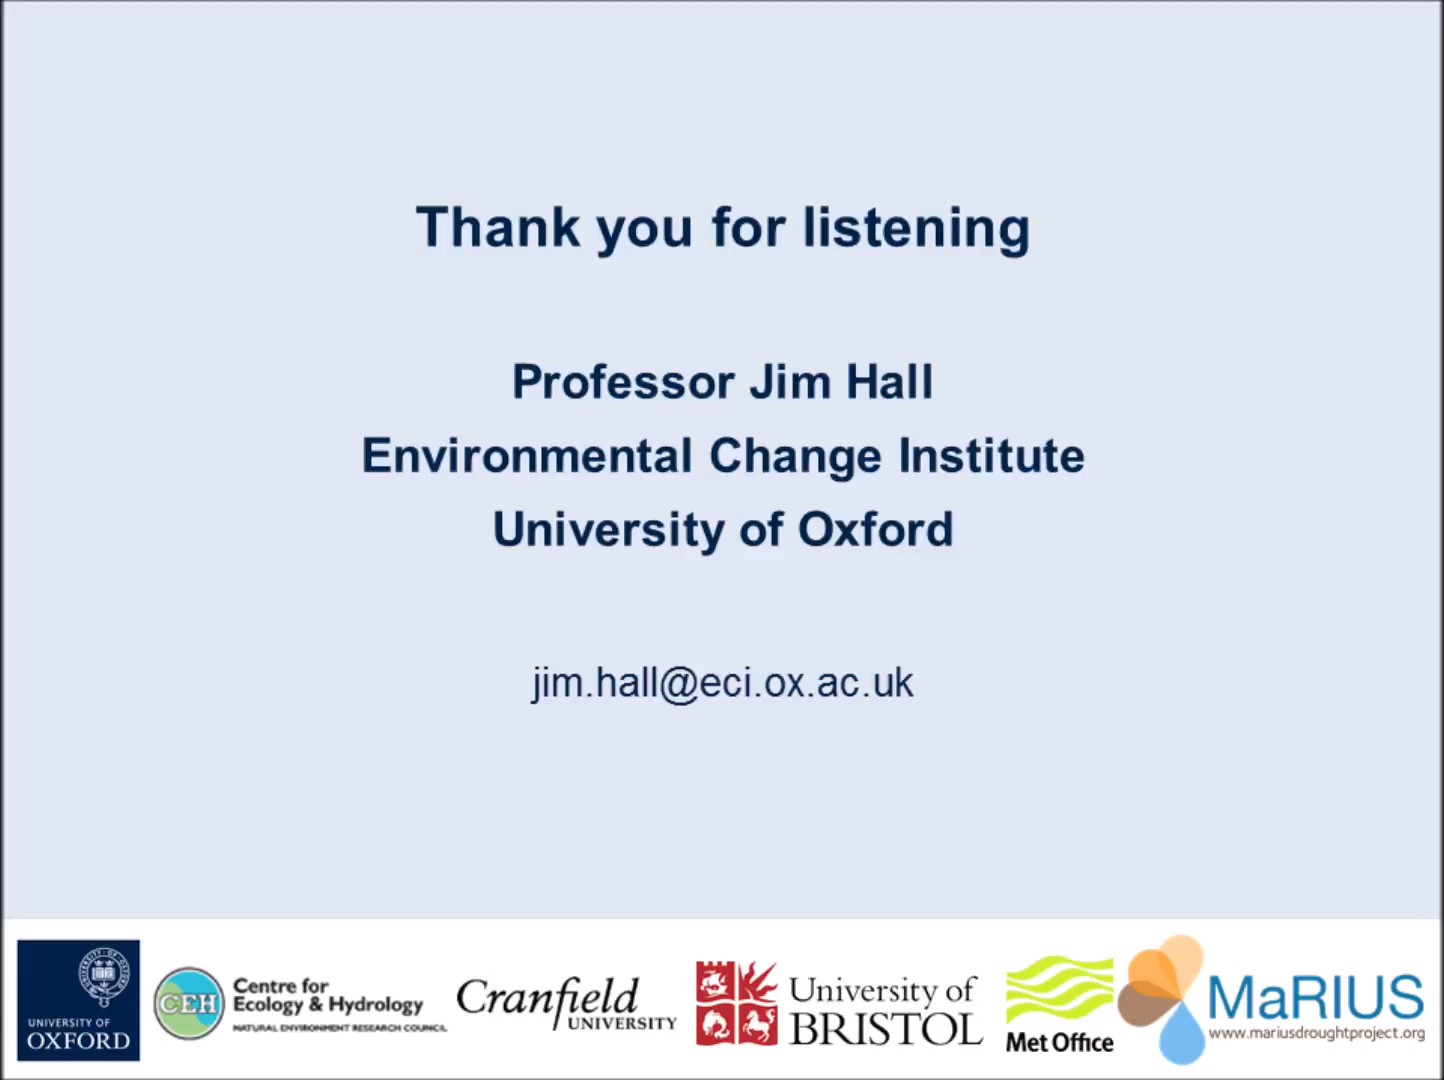 Thank you for listening
Professor Jim Hall
Environmental Change Institute
University of Oxford
jim.hall@eci.ox.ac.uk
UNIVERSITY OF
OXFORD
CEH
Centre for
Ecology & Hydrology
NATURAL ENVIRONMENT RESEARCH COUNCIL
Cranfield
UNIVERSITY
University of
BRISTOL
Met Office
MaRIUS
www.mariusdroughtproject.org